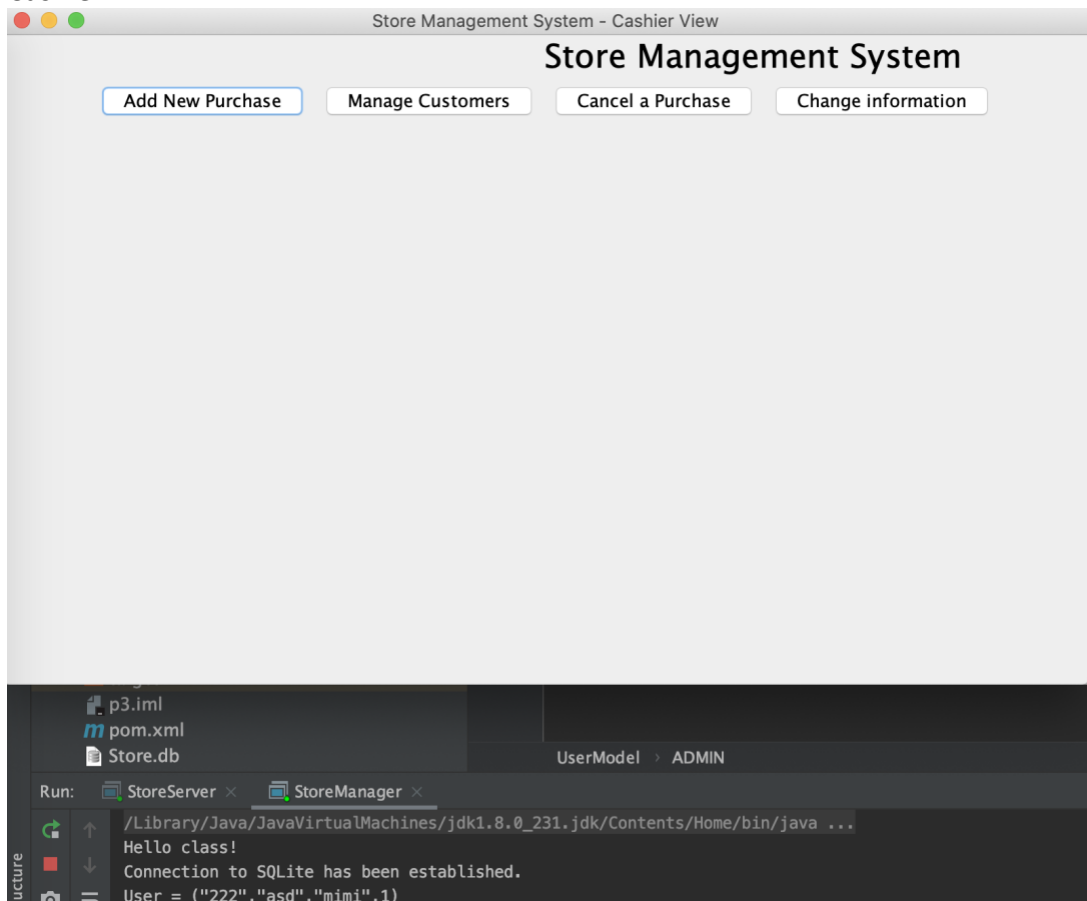 Store Management System - Cashier View
Store Management System
Add New Purchase Manage Customers Cancel a Purchase Change information
p3.iml
pom.xml
Store.db
UserModel > ADMIN
Run: StoreServer × StoreManager ×
/Library/Java/JavaVirtualMachines/jdk1.8.0_231.jdk/Contents/Home/bin/java ...
Hello class!
Connection to SQLite has been established.
User = ("222","asd","mimi",1)